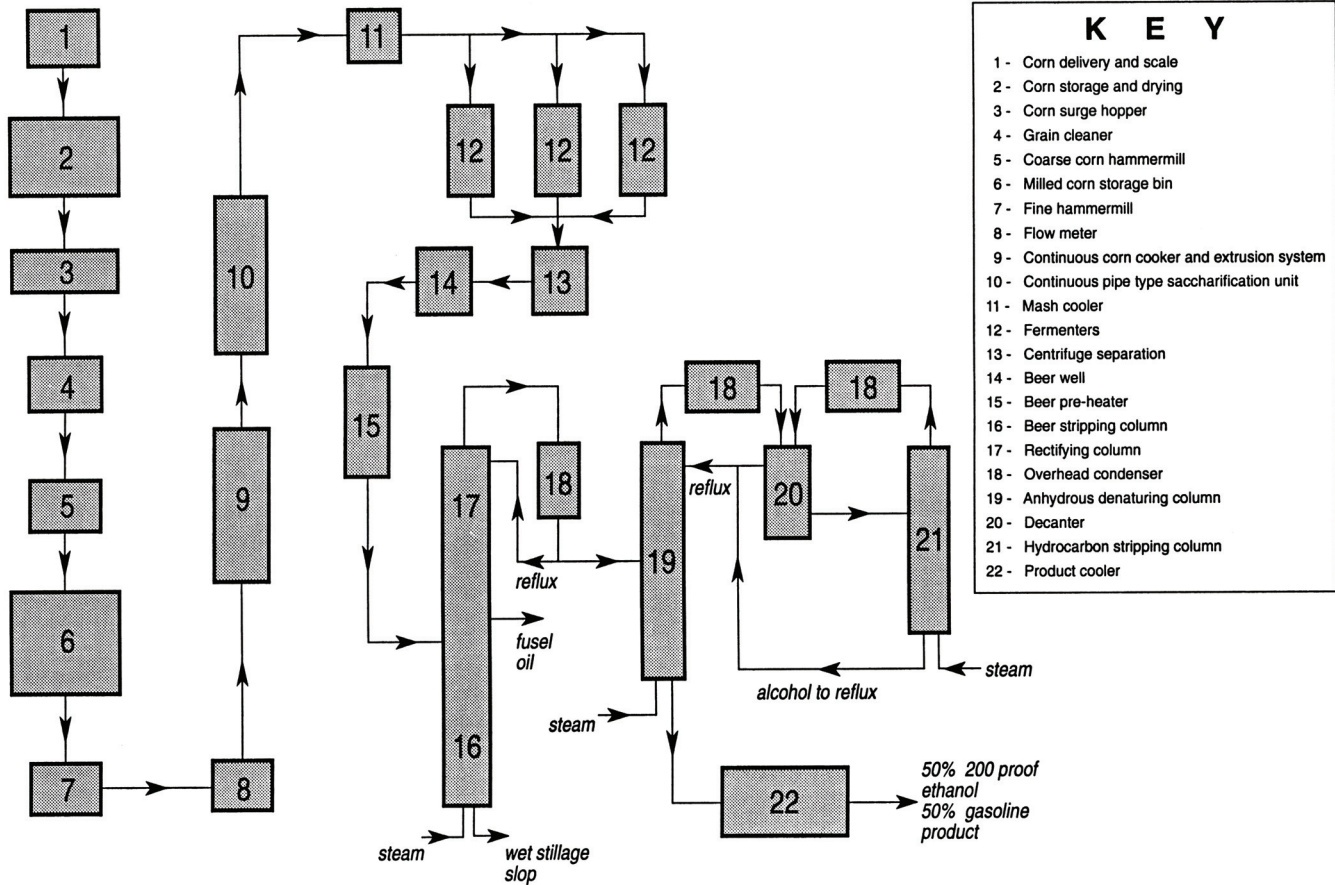 1
2
3
4
5
6
7
8
9
10
11
12
12
12
13
14
15
16
17
18
reflux
fusel
oil
steam
wet stillage
slop
18
18
19
20
21
reflux
alcohol to reflux
steam
steam
22
50% 200 proof
ethanol
50% gasoline
product
K E Y
1 - Corn delivery and scale
2 - Corn storage and drying
3 - Corn surge hopper
4 - Grain cleaner
5 - Coarse corn hammermill
6 - Milled corn storage bin
7 - Fine hammermill
8 - Flow meter
9 - Continuous corn cooker and extrusion system
10 - Continuous pipe type saccharification unit
11 - Mash cooler
12 - Fermenters
13 - Centrifuge separation
14 - Beer well
15 - Beer pre-heater
16 - Beer stripping column
17 - Rectifying column
18 - Overhead condenser
19 - Anhydrous denaturing column
20 - Decanter
21 - Hydrocarbon stripping column
22 - Product cooler